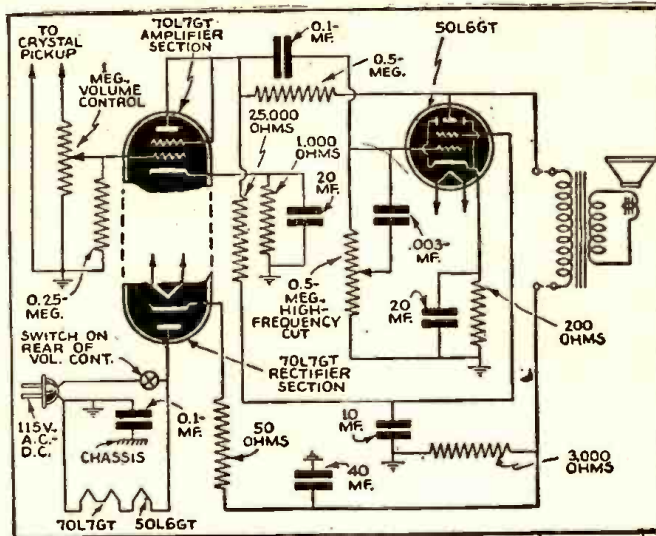 TO
CRYSTAL
PICKUP
1
MEG.,
VOLUME
CONTROL
70L7GT
AMPLIFIER
SECTION
0.1-
MF.
0.5-
MEG.
50L6GT
25,000
OHMS
1,000
OHMS
20
MF.
.003-
MF.
0.25-
MEG.
0.5-
MEG.,
HIGH-
FREQUENCY
CUT
20
MF.
200
OHMS
SWITCH ON
REAR OF
VOL. CONT.
70L7GT
RECTIFIER
SECTION
115V.
A.C.-
D.C.
0.1-
MF.
CHASSIS
50
OHMS
10
MF.
40
MF.
3,000
OHMS
70L7GT
50L6GT